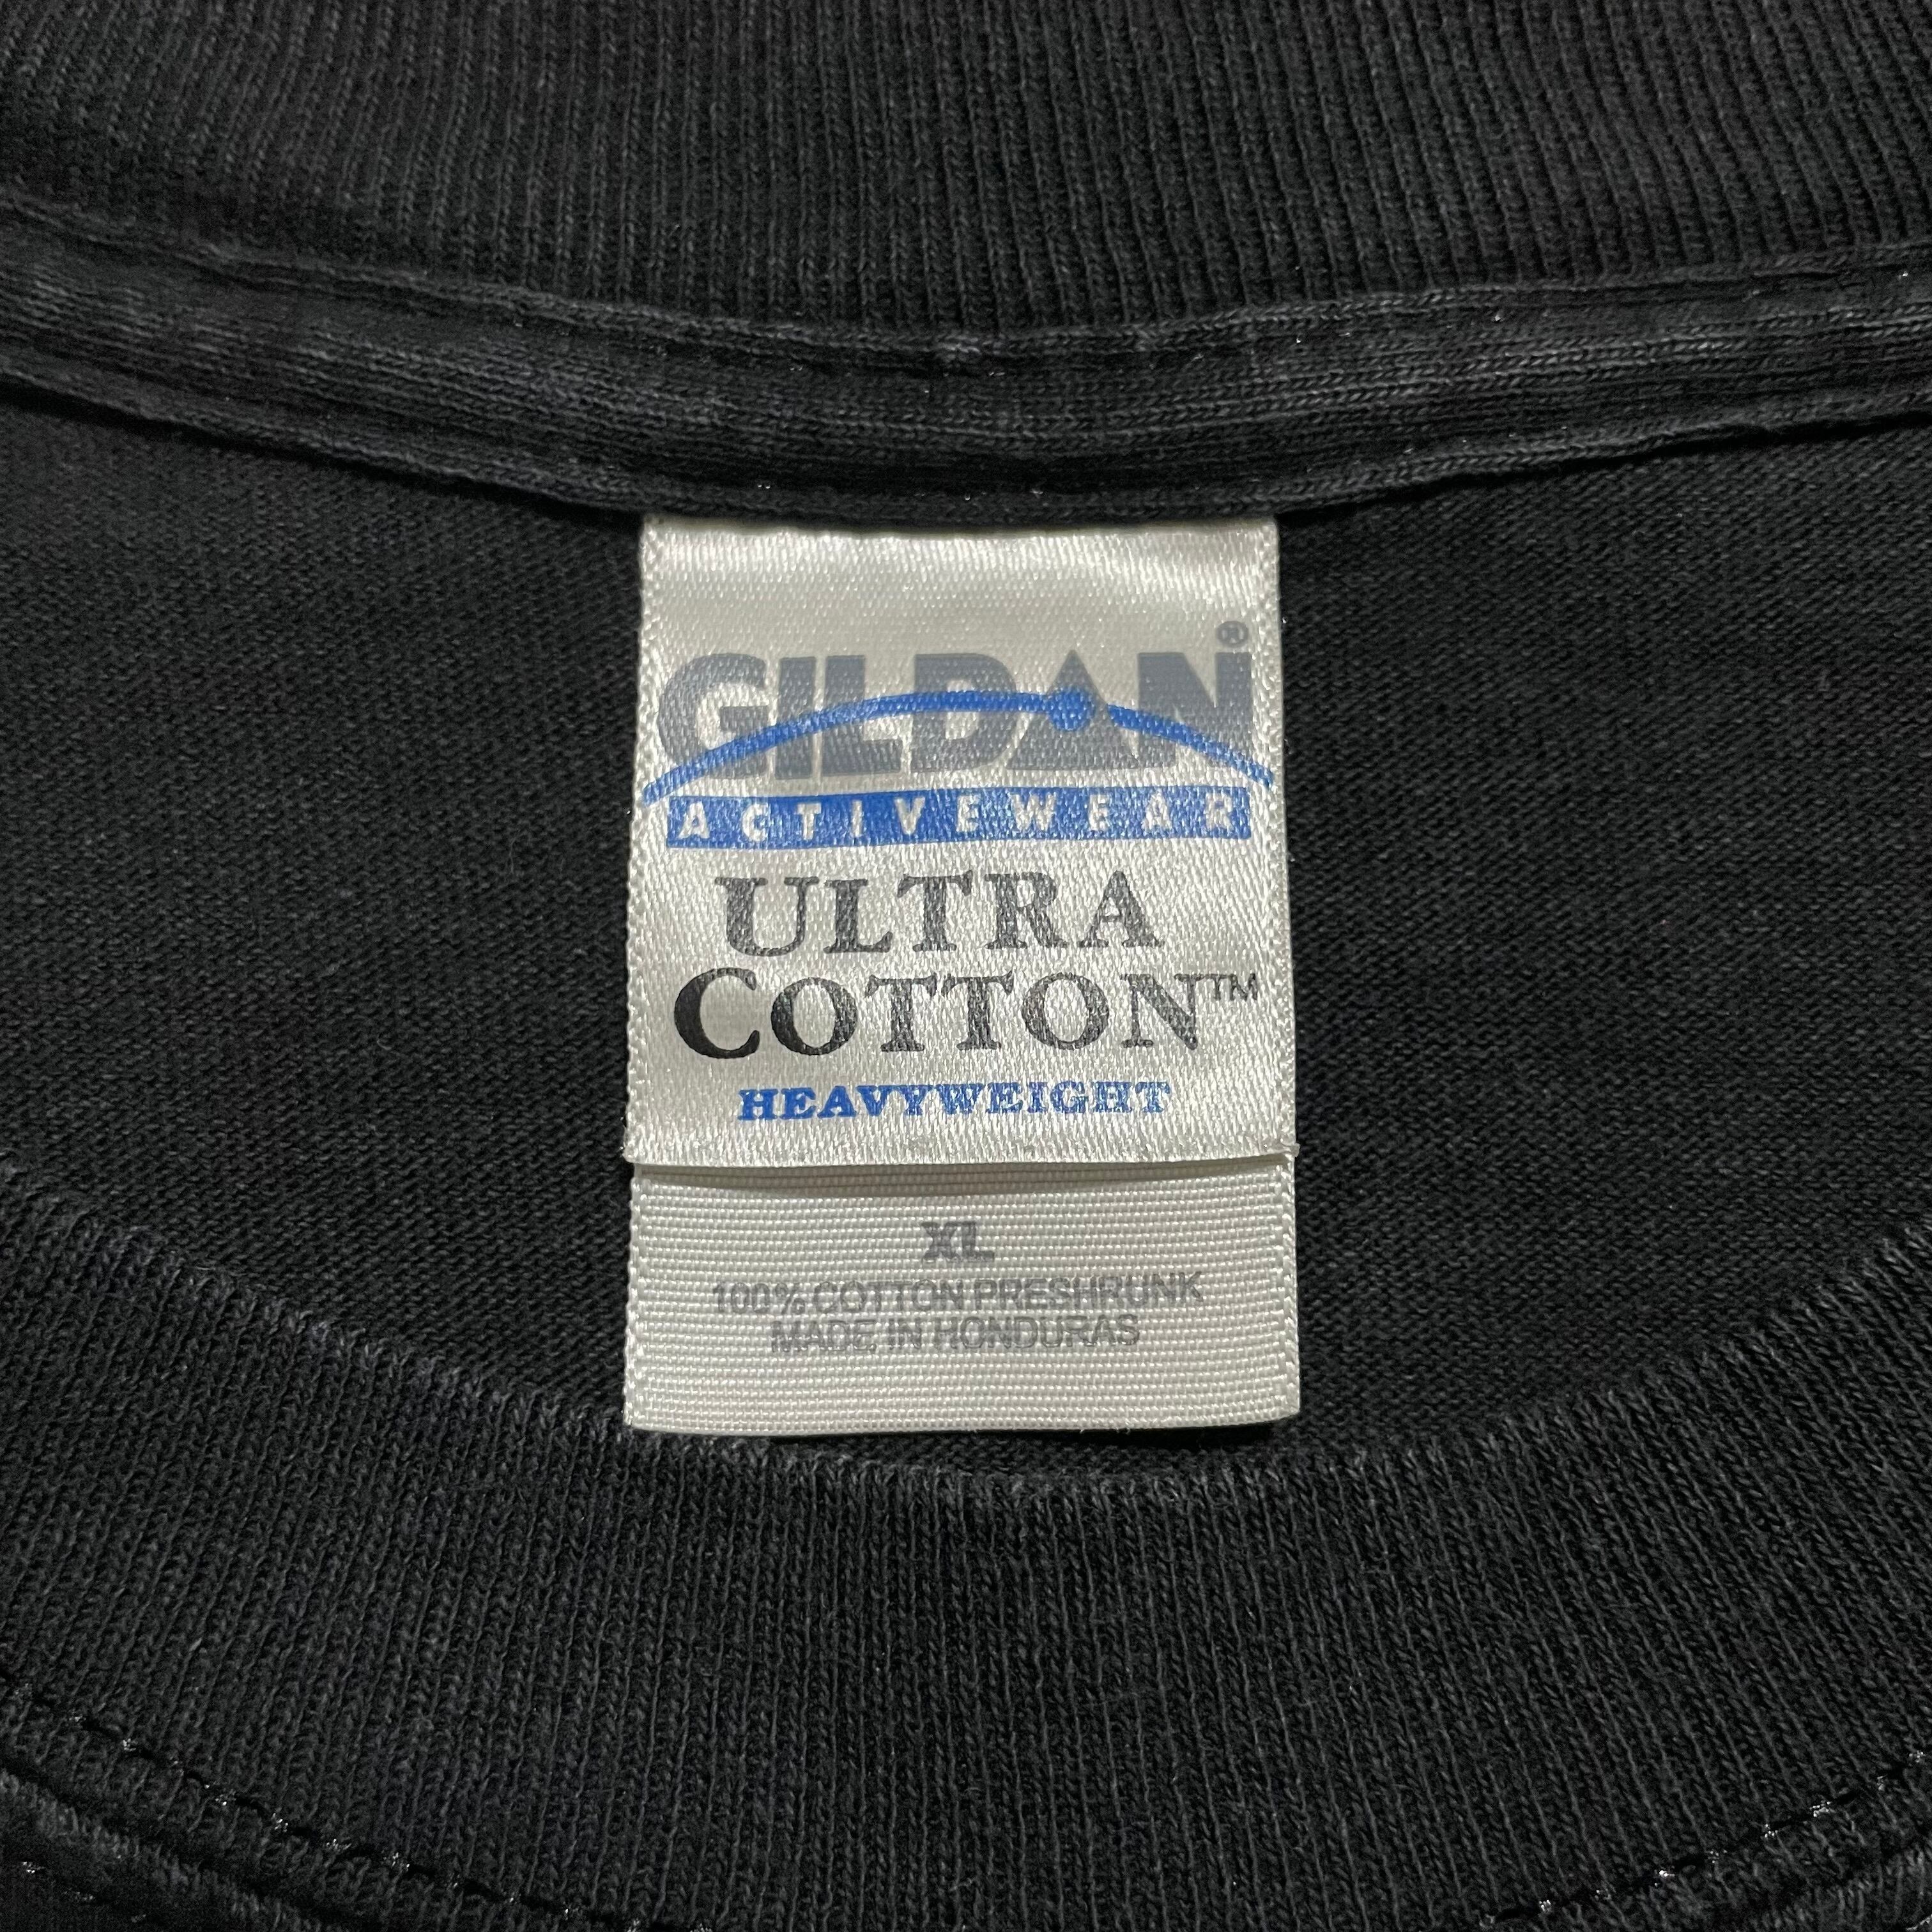 GILDAN®
ACTIVEWEAR
ULTRA
COTTON™
HEAVYWEIGHT
XL
100% COTTON PRESHRUNK
MADE IN HONDURAS